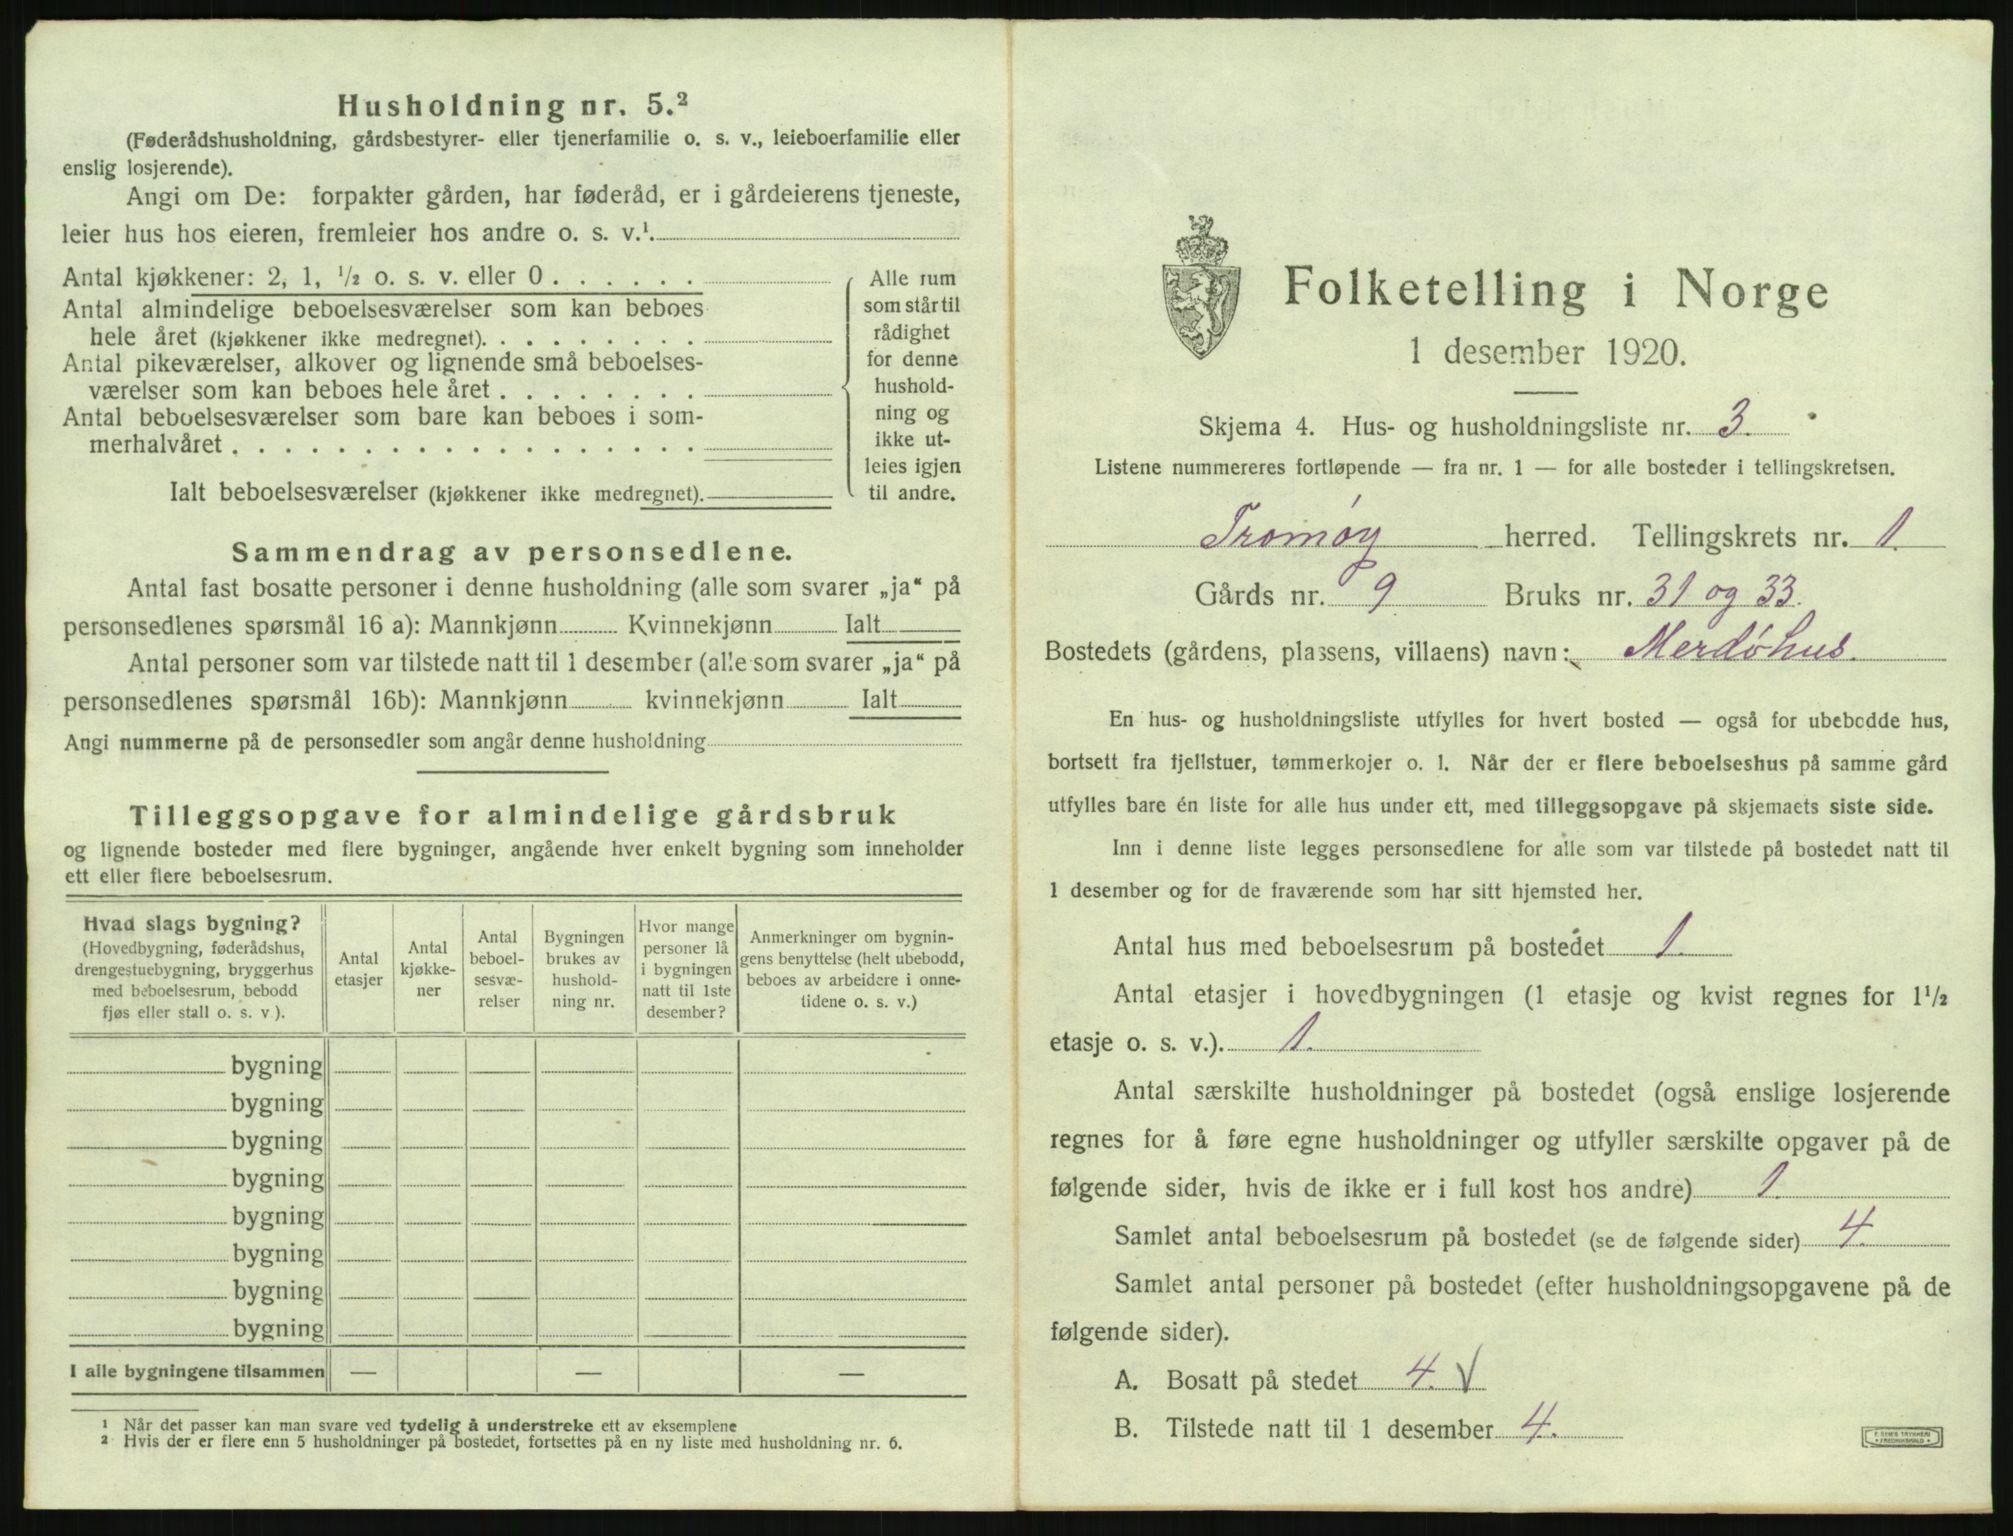 Husholdning nr. 5.²
(Føderådshusholdning, gårdsbestyrer- eller tjenerfamilie o. s. v., leieboerfamilie eller
enslig losjerende).
Angi om De: forpakter gården, har føderåd, er i gårdeierens tjeneste,
leier hus hos eieren, fremleier hos andre o. s. v.¹.
Antal kjøkkener: 2, 1, ½ o. s. v. eller 0 . . . . . .
Antal almindelige beboelsesværelser som kan beboes
hele året (kjøkkener ikke medregnet). . . . . . . . .
Antal pikeværelser, alkover og lignende små beboelses-
værelser som kan beboes hele året . . . . . . . .
Antal beboelsesværelser som bare kan beboes i som-
merhalvåret . . . . . . . . . . . . . . . . . .
Ialt beboelsesværelser (kjøkkener ikke medregnet).
Alle rum
som står til
rådighet
for denne
hushold-
ning og
ikke ut-
leies igjen
til andre.
Sammendrag av personsedlene.
Antal fast bosatte personer i denne husholdning (alle som svarer „ja“ på
personsedlenes spørsmål 16 a): Mannkjønn Kvinnekjønn Ialt
Antal personer som var tilstede natt til 1 desember (alle som svarer „ja“ på
personsedlenes spørsmål 16b): Mannkjønn kvinnekjønn Ialt
Angi nummerne på de personsedler som angår denne husholdning
Tilleggsopgave for almindelige gårdsbruk
og lignende bosteder med flere bygninger, angående hver enkelt bygning som inneholder
ett eller flere beboelsesrum.
Hvad slags bygning?
(Hovedbygning, føderådshus,
drengestuebygning, bryggerhus
med beboelsesrum, bebodd
fjøs eller stall o. s. v ).
Antal
etasjer
Antal
kjøkke-
ner
Antal
beboel-
sesvæ-
relser
Bygningen
brukes av
hushold-
ning nr.
Hvor mange
personer lå
i bygningen
natt til 1ste
desember?
Anmerkninger om bygnin-
gens benyttelse (helt ubebodd,
beboes av arbeidere i onne-
tidene o. s. v.)
bygning
bygning
bygning
bygning
bygning
bygning
bygning
bygning
I alle bygningene tilsammen — — —
¹ Når det passer kan man svare ved tydelig å understreke ett av eksemplene
² Hvis der er flere enn 5 husholdninger på bostedet, fortsettes på en ny liste med husholdning nr. 6.
Folketelling i Norge
1 desember 1920.
Skjema 4. Hus- og husholdningsliste nr. 3.
Listene nummereres fortløpende — fra nr. 1 — for alle bosteder i tellingskretsen.
Tromøy herred. Tellingskrets nr. 1.
Gårds nr. 9 Bruks nr. 31 og 33.
Bostedets (gårdens, plassens, villaens) navn: Merdøhus.
En hus- og husholdningsliste utfylles for hvert bosted — også for ubebodde hus,
bortsett fra fjellstuer, tømmerkojer o. l. Når der er flere beboelseshus på samme gård
utfylles bare én liste for alle hus under ett, med tilleggsopgave på skjemaets siste side.
Inn i denne liste legges personsedlene for alle som var tilstede på bostedet natt til
1 desember og for de fraværende som har sitt hjemsted her.
Antal hus med beboelsesrum på bostedet 1.
Antal etasjer i hovedbygningen (1 etasje og kvist regnes for 1½
etasje o. s. v.). 1.
Antal særskilte husholdninger på bostedet (også enslige losjerende
regnes for å føre egne husholdninger og utfyller særskilte opgaver på de
følgende sider, hvis de ikke er i full kost hos andre) 1.
Samlet antal beboelsesrum på bostedet (se de følgende sider) 4.
Samlet antal personer på bostedet (efter husholdningsopgavene på de
følgende sider).
A. Bosatt på stedet 4. √
B. Tilstede natt til 1 desember 4.